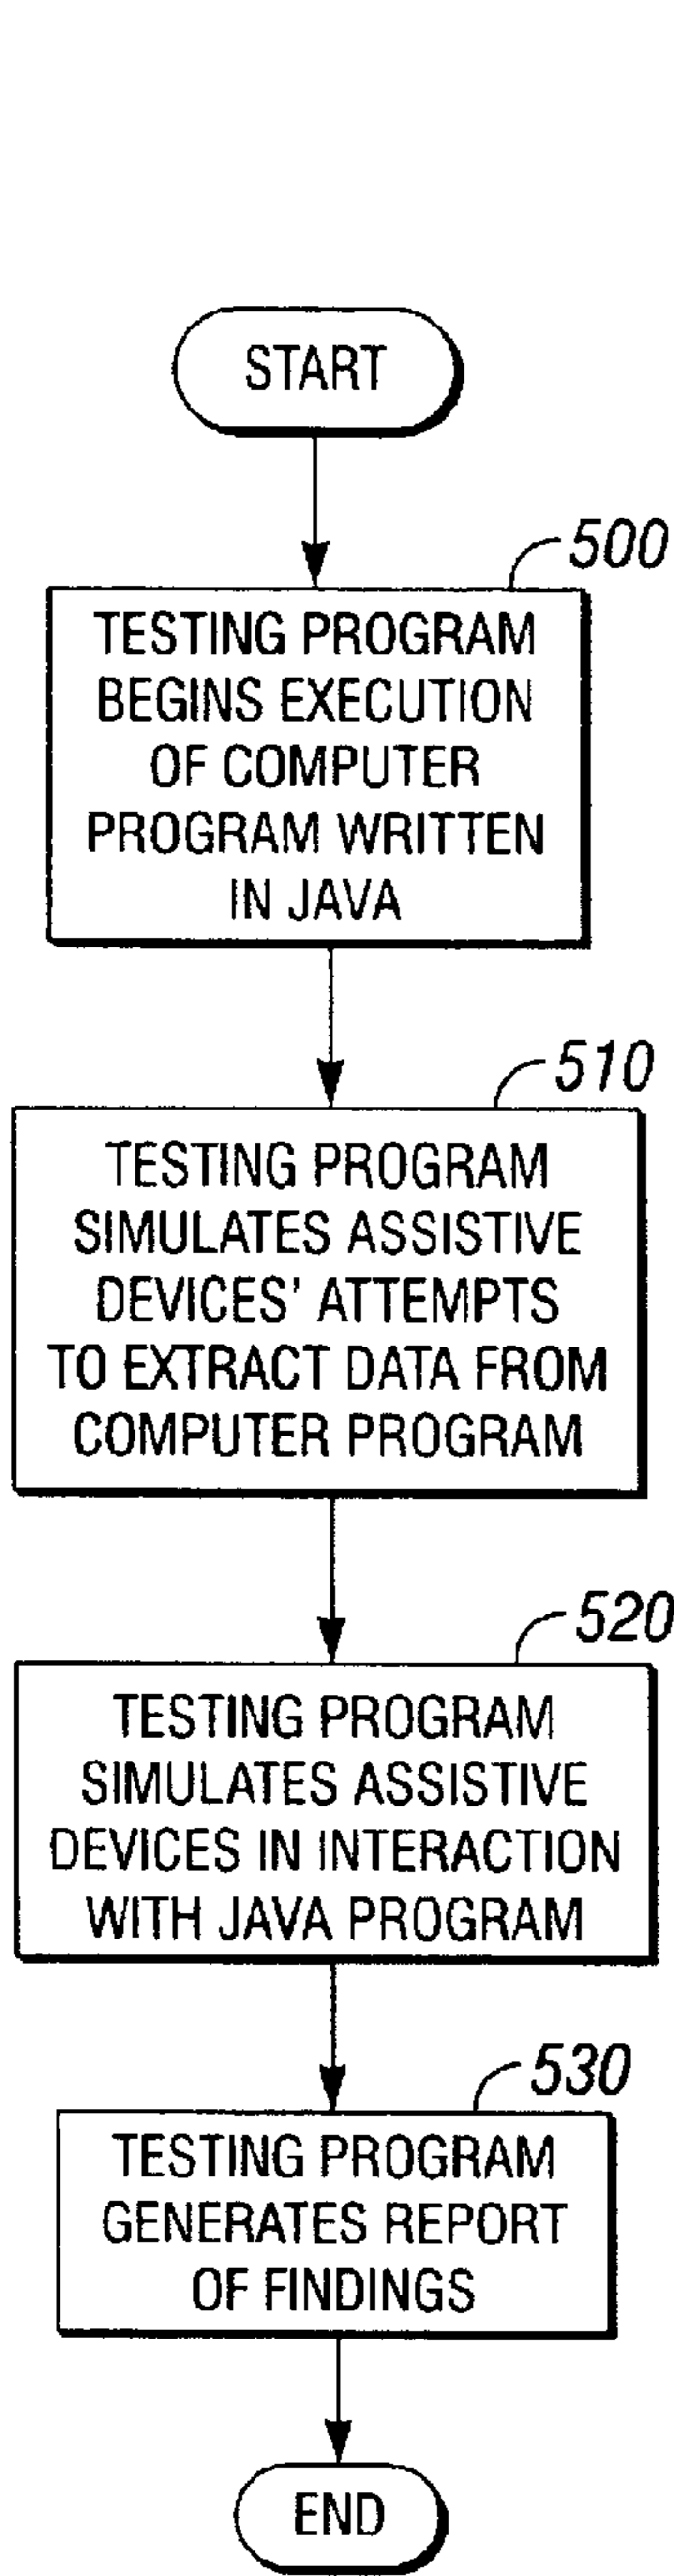 START
500
TESTING PROGRAM
BEGINS EXECUTION
OF COMPUTER
PROGRAM WRITTEN
IN JAVA
510
TESTING PROGRAM
SIMULATES ASSISTIVE
DEVICES' ATTEMPTS
TO EXTRACT DATA FROM
COMPUTER PROGRAM
520
TESTING PROGRAM
SIMULATES ASSISTIVE
DEVICES IN INTERACTION
WITH JAVA PROGRAM
530
TESTING PROGRAM
GENERATES REPORT
OF FINDINGS
END